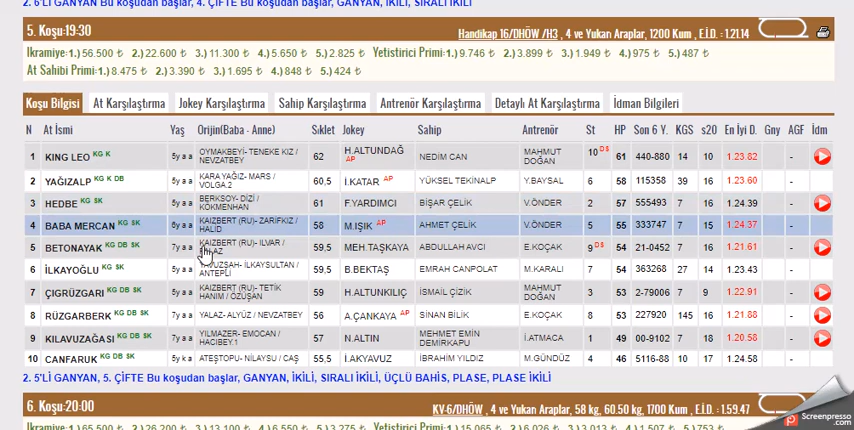 2. 6'LI GANYAN Bu koşudan başlar, 4. ÇİFTE Bu koşudan başlar, GANYAN, İKİLİ, SIRALI İKİLİ
5. Koşu:19:30 Handikap 16/DHÖW /H3 , 4 ve Yukarı Araplar, 1200 Kum , E.İ.D. : 1.21.14
İkramiye: 1.) 56.500 ₺ 2.) 22.600 ₺ 3.) 11.300 ₺ 4.) 5.650 ₺ 5.) 2.825 ₺ Yetistirici Primi: 1.) 9.746 ₺ 2.) 3.899 ₺ 3.) 1.949 ₺ 4.) 975 ₺ 5.) 487 ₺
At Sahibi Primi: 1.) 8.475 ₺ 2.) 3.390 ₺ 3.) 1.695 ₺ 4.) 848 ₺ 5.) 424 ₺
Koşu Bilgisi At Karşılaştırma Jokey Karşılaştırma Sahip Karşılaştırma Antrenör Karşılaştırma Detaylı At Karşılaştırma İdman Bilgileri
N At İsmi Yaş Orijin(Baba - Anne) Sıklet Jokey Sahip Antrenör St HP Son 6 Y. KGS s20 En İyi D. Gny AGF İdm
1 KING LEO KG K 5y a a OYMAKBEYİ- TENEKE KIZ / NEVZATBEY 62 H.ALTUNDAĞ AP NEDİM CAN MAHMUT DOĞAN 10 DS 61 440-880 14 10 1.23.82 -
2 YAĞIZALP KG K DB 5y a a KARA YAĞIZ- MARS / VOLGA.2 60,5 İ.KATAR AP YÜKSEL TEKİNALP Y.BAYSAL 6 58 115358 39 16 1.23.60 -
3 HEDBE KG SK 5y a a BERKSOY- DİZİ / KÖKMENHAN 61 F.YARDIMCI BİŞAR ÇELİK V.ÖNDER 2 57 555493 7 16 1.24.39 -
4 BABA MERCAN KG SK 6y a a KAIZBERT (RU)- ZARİFKIZ / HALİD 58 M.IŞIK AP AHMET ÇELİK V.ÖNDER 5 55 333747 7 15 1.24.37 -
5 BETONAYAK KG DB SK 7y a a KAIZBERT (RU)- ILVAR / 59,5 MEH.TAŞKAYA ABDULLAH AVCI E.KOÇAK 9 DS 54 21-0452 7 16 1.21.61 -
6 İLKAYOĞLU KG SK 5y a a İLKAYSULTAN / ANTEPLİ 59,5 B.BEKTAŞ EMRAH CANPOLAT M.KARALI 7 54 363268 27 14 1.23.43 -
7 ÇIGRÜZGARI KG DB SK 5y a a KAIZBERT (RU)- TETİK HANIM / ÖZÜŞAN 59 H.ALTUNKILIÇ İSMAİL ÇİZİK MAHMUT DOĞAN 3 53 2-79006 7 9 1.22.91 -
8 RÜZGARBERK KG DB SK 7y a a YALAZ- ALYÜZ / NEVZATBEY 56 A.ÇANKAYA AP SİNAN BİLİK E.KOÇAK 8 53 227920 145 16 1.21.88 -
9 KILAVUZAĞASI KG DB SK 7y a a YILMAZER- EMOCAN / HACIBEY.1 57 N.ALTIN MEHMET EMİN DEMİRKAPU İ.ATMACA 1 49 00-9102 7 18 1.20.58 -
10 CANFARUK KG DB SK 5y k a ATEŞTOPU- NİLAYSU / CAŞ 55,5 İ.AKYAVUZ İBRAHİM YILDIZ M.GÜNDÜZ 4 46 5116-88 10 17 1.24.58 -
2. 5'Lİ GANYAN, 5. ÇİFTE Bu koşudan başlar, GANYAN, İKİLİ, SIRALI İKİLİ, ÜÇLÜ BAHİS, PLASE, PLASE İKİLİ
6. Koşu:20:00 KV-6/DHÖW , 4 ve Yukarı Araplar, 58 kg, 60.50 kg, 1700 Kum , E.İ.D. : 1.59.47
Screenpresso.com